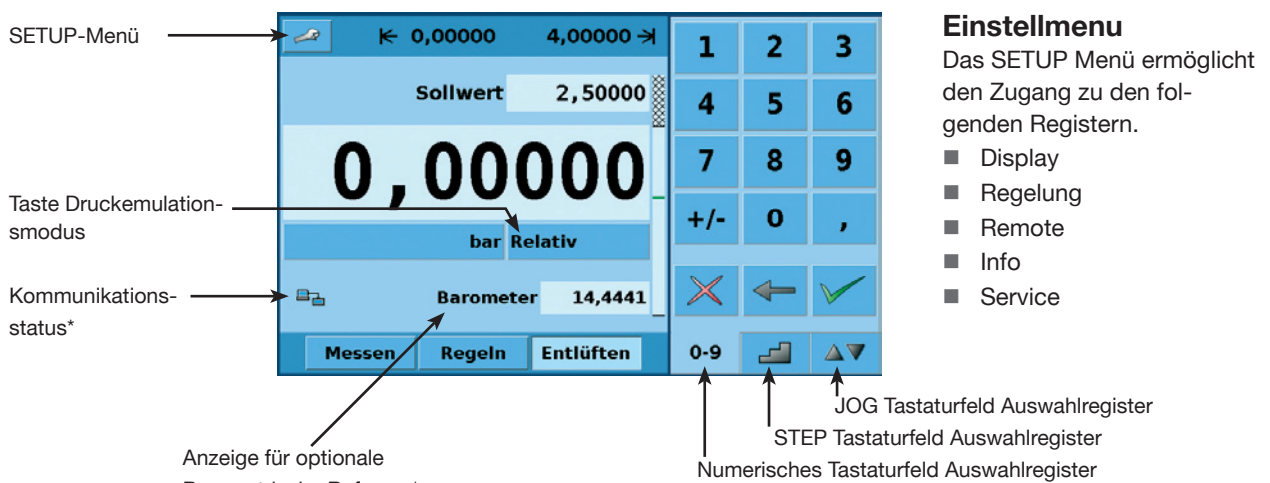 SETUP-Menü
0,00000 4,00000
Sollwert 2,50000
0,00000
Taste Druckemulation-
smodus
bar Relativ
Kommunikations-
status*
Barometer 14,4441
Messen Regeln Entlüften
1 2 3
4 5 6
7 8 9
+/- 0 ,
0-9
Anzeige für optionale
JOG Tastaturfeld Auswahlregister
STEP Tastaturfeld Auswahlregister
Numerisches Tastaturfeld Auswahlregister
Einstellmenu
Das SETUP Menü ermöglicht
den Zugang zu den fol-
genden Registern.
■ Display
■ Regelung
■ Remote
■ Info
■ Service